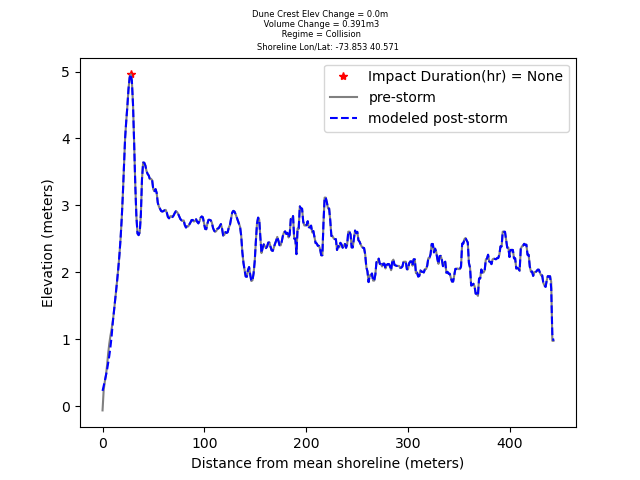 Dune Crest Elev Change = 0.0m
Volume Change = 0.391m3
Regime = Collision
Shoreline Lon/Lat: -73.853 40.571
Impact Duration(hr) = None
pre-storm
modeled post-storm
Elevation (meters)
5
4
3
2
1
0
0 100 200 300 400
Distance from mean shoreline (meters)